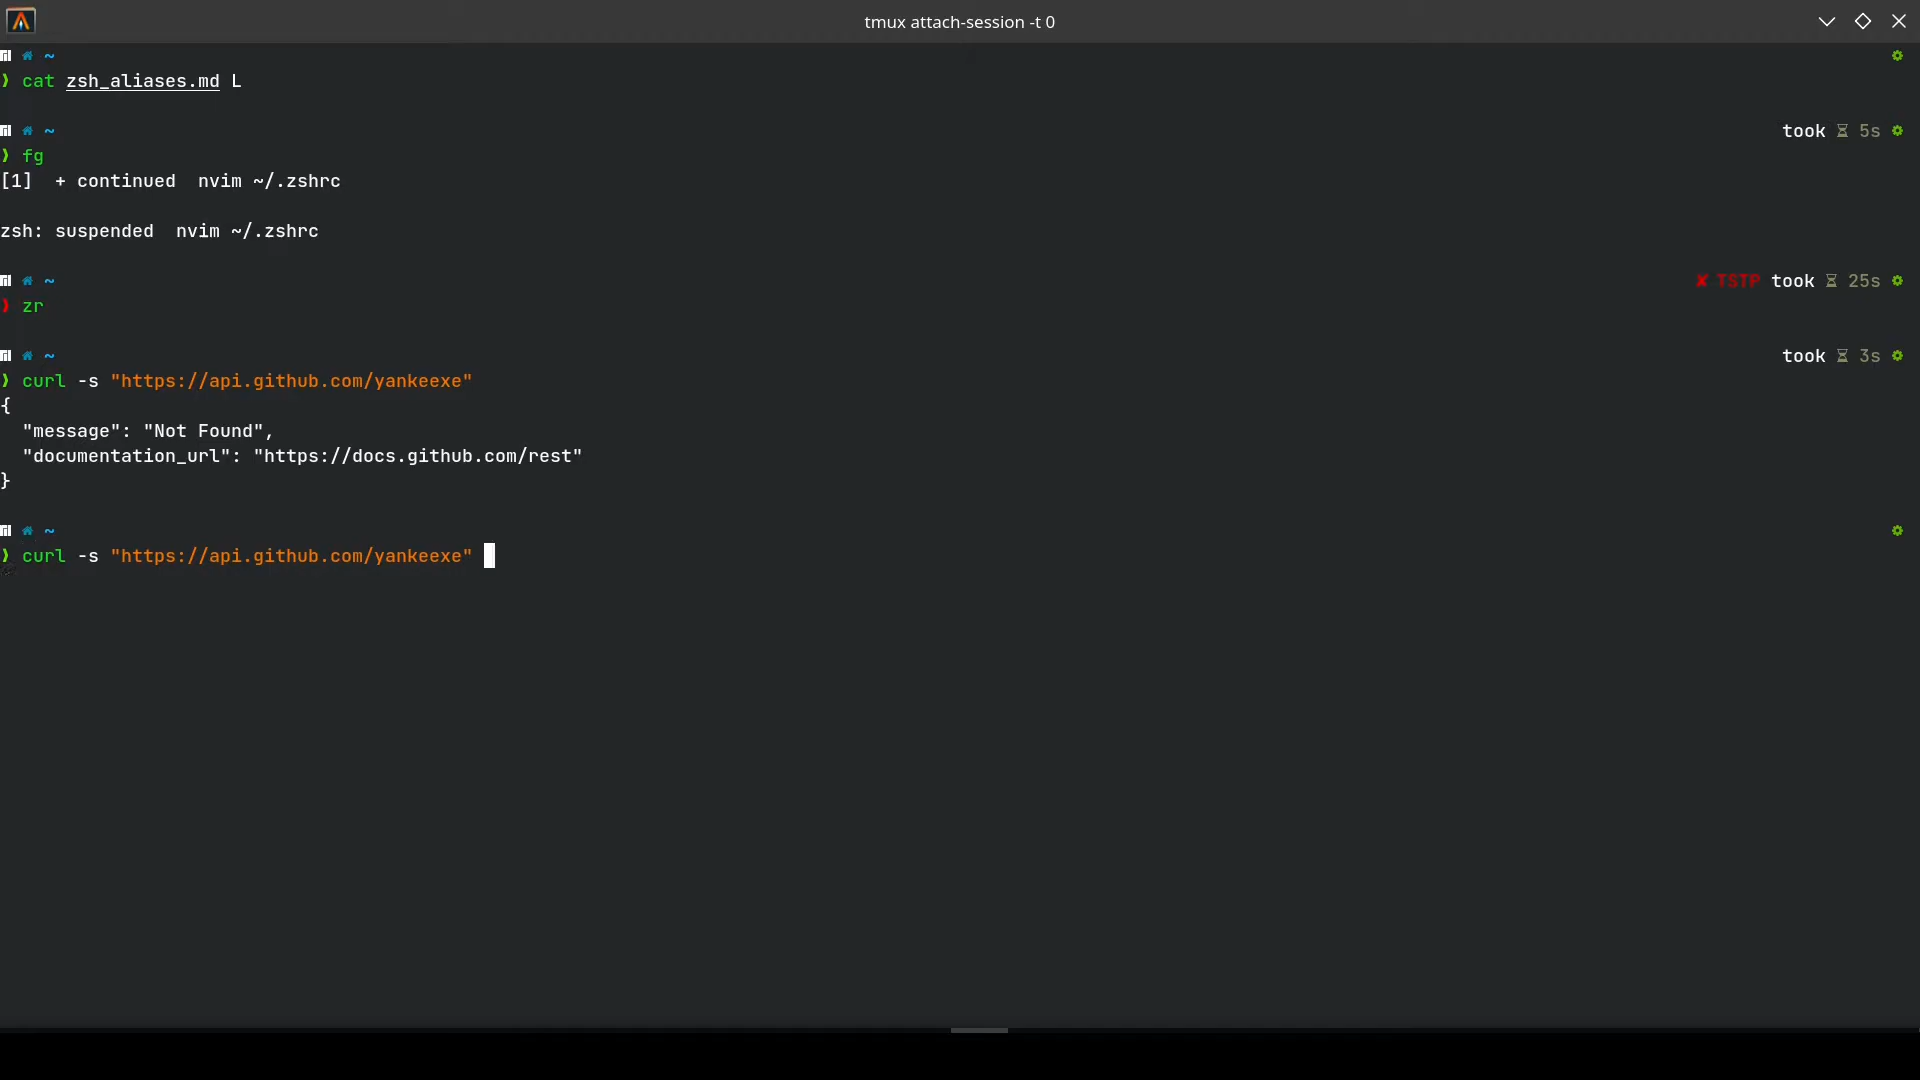 tmux attach-session -t 0
~
❯ cat zsh_aliases.md L
~ took 5s
❯ fg
[1]  + continued  nvim ~/.zshrc
zsh: suspended  nvim ~/.zshrc
~ ✘ TSTP took 25s
❯ zr
~ took 3s
❯ curl -s "https://api.github.com/yankeexe"
{
  "message": "Not Found",
  "documentation_url": "https://docs.github.com/rest"
}
~
❯ curl -s "https://api.github.com/yankeexe"